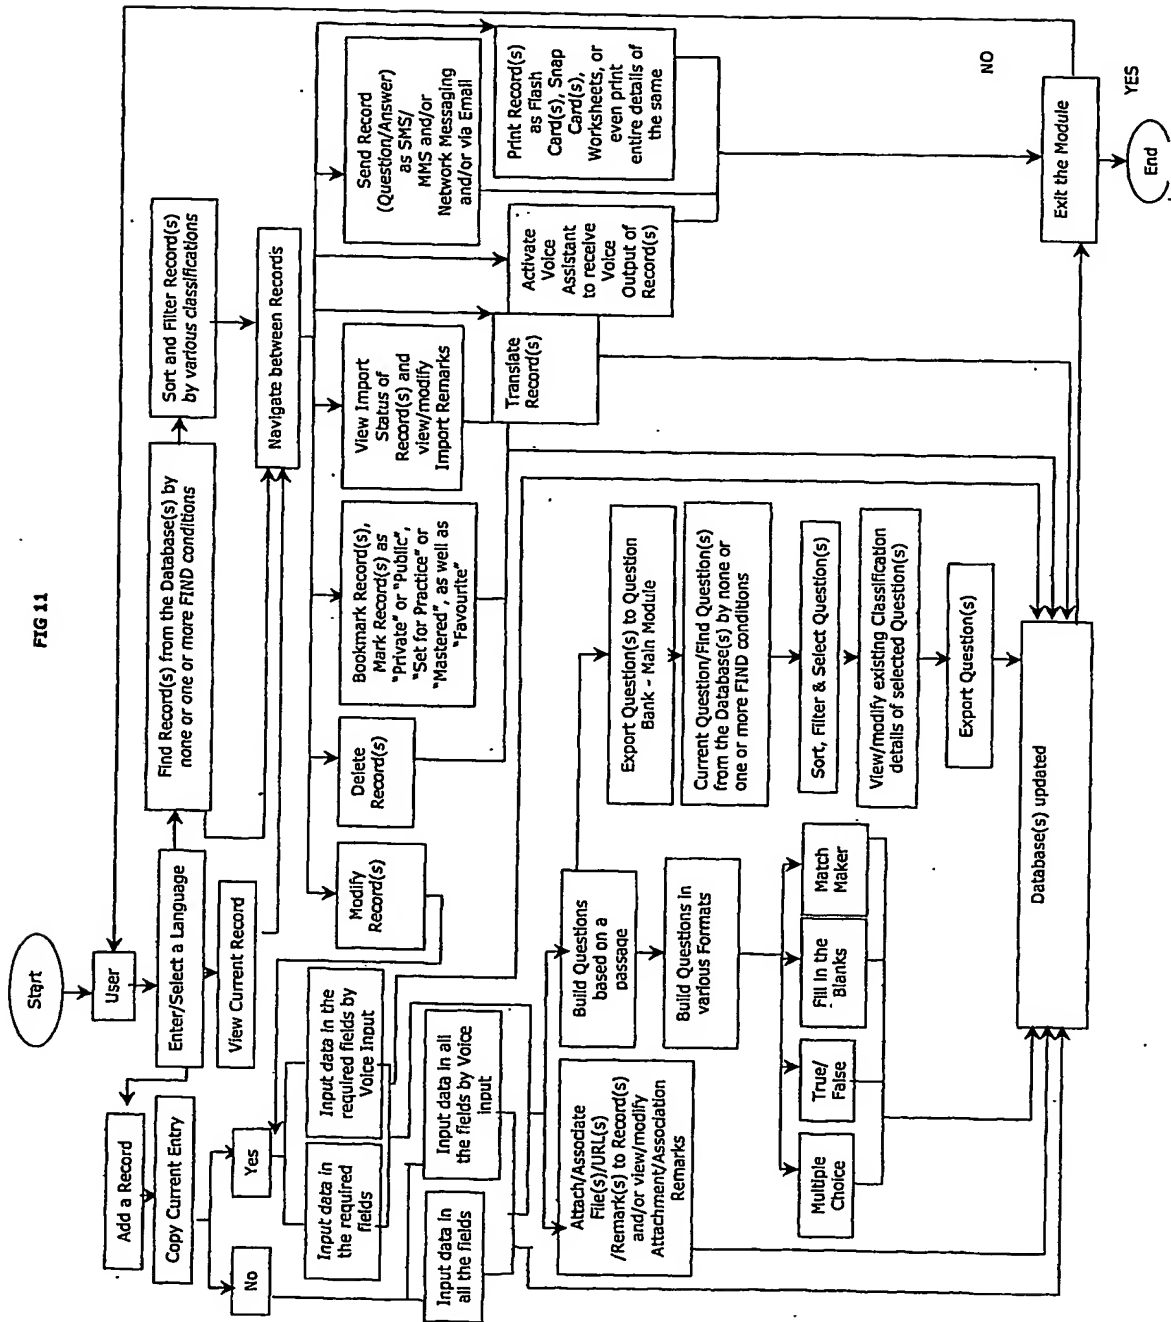 FIG 11
Start
User
Enter/Select a Language
Find Record(s) from the Database(s) by
none or one or more FIND conditions
Sort and Filter Record(s)
by various classifications
View Current Record
Navigate between Records
Add a Record
Copy Current Entry
No
Yes
Input data in
the required
fields
Input data in the
required fields by
Voice Input
Input data in
all the fields
Input data in all
the fields by Voice
input
Modify
Record(s)
Delete
Record(s)
Bookmark Record(s),
Mark Record(s) as
"Private" or "Public",
"Set for Practice" or
"Mastered", as well as
"Favourite"
View Import
Status of
Record(s) and
view/modify
Import Remarks
Translate
Record(s)
Activate
Voice
Assistant
to receive
Voice
Output of
Record(s)
Send Record
(Question/Answer)
as SMS/
MMS and/or
Network Messaging
and/or via Email
Print Record(s)
as Flash
Card(s), Snap
Card(s),
Worksheets, or
even print
entire details of
the same
Attach/Associate
File(s)/URL(s)
/Remark(s) to Record(s)
and/or view/modify
Attachment/Association
Remarks
Build Questions
based on a
passage
Build Questions in
various Formats
Multiple
Choice
True/
False
Fill In the
Blanks
Match
Maker
Export Question(s) to Question
Bank - Main Module
Current Question/Find Question(s)
from the Database(s) by none or
one or more FIND conditions
Sort, Filter & Select Question(s)
View/modify existing Classification
details of selected Question(s)
Export Question(s)
Database(s) updated
NO
Exit the Module
YES
End